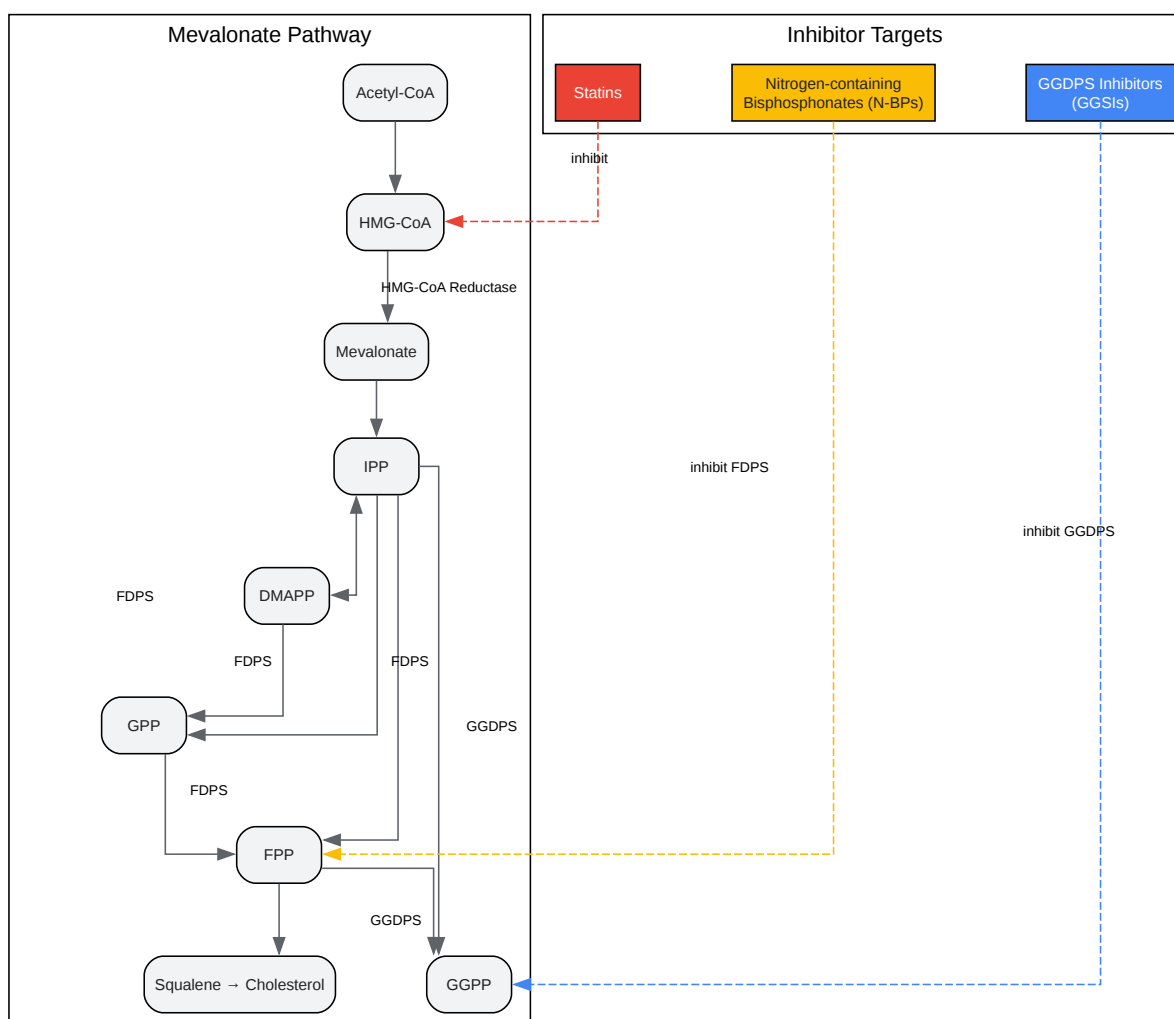 Mevalonate Pathway
Inhibitor Targets
Acetyl-CoA
Statins
Nitrogen-containing
Bisphosphonates (N-BPs)
GGDPS Inhibitors
(GGSIs)
inhibit
HMG-CoA
HMG-CoA Reductase
Mevalonate
IPP
inhibit FDPS
inhibit GGDPS
FDPS
DMAPP
FDPS
FDPS
GPP
GGDPS
FDPS
FPP
GGDPS
Squalene → Cholesterol
GGPP